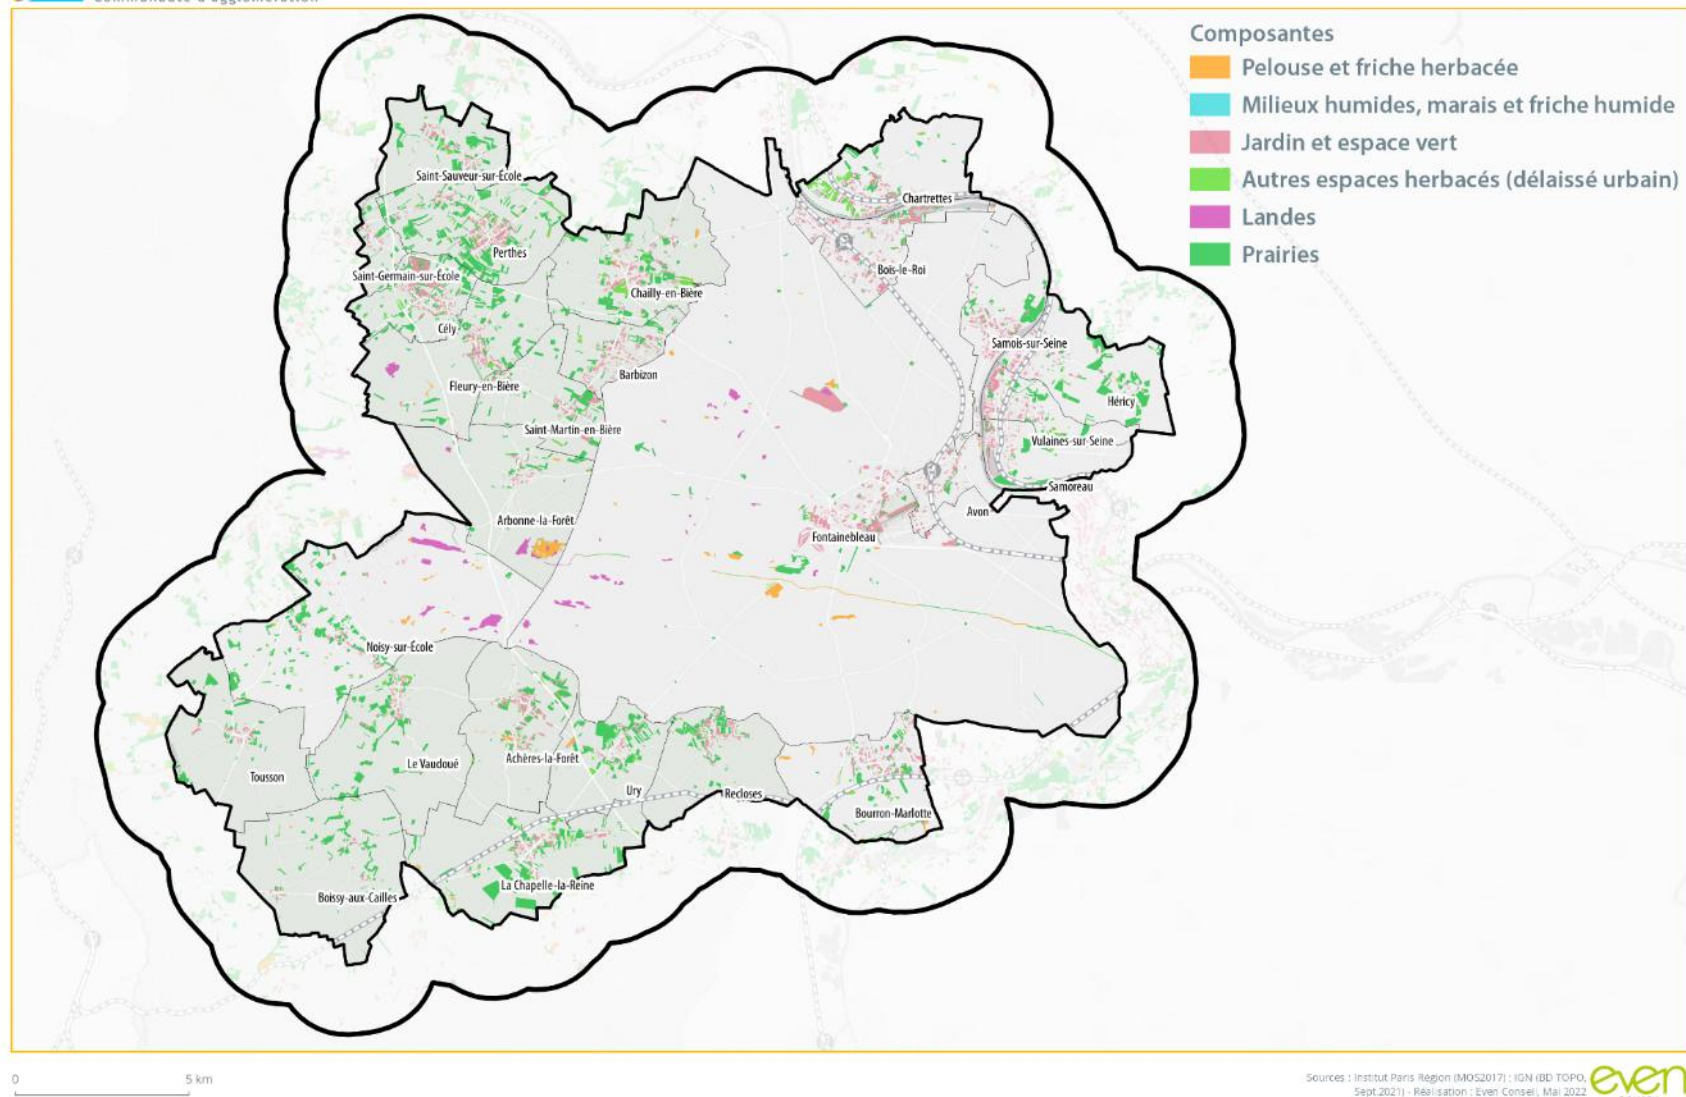 Communauté d'agglomération
Composantes
Pelouse et friche herbacée
Milieux humides, marais et friche humide
Jardin et espace vert
Autres espaces herbacés (délaissé urbain)
Landes
Prairies
Saint-Sauveur-sur-École
Chartrettes
Perthes
Saint-Germain-sur-École
Bois-le-Roi
Chailly-en-Bière
Cély
Samois-sur-Seine
Barbizon
Fleury-en-Bière
Héricy
Saint-Martin-en-Bière
Vulaines-sur-Seine
Samoreau
Avon
Arbonne-la-Forêt
Fontainebleau
Noisy-sur-École
Le Vaudoué
Achères-la-Forêt
Tousson
Ury
Recloses
Bourron-Marlotte
La Chapelle-la-Reine
Boissy-aux-Cailles
0
5 km
Sources : Institut Paris Région (MOS2017) ; IGN (BD TOPO,
Sept.2021) - Réalisation : Even Conseil, Mai 2022
even